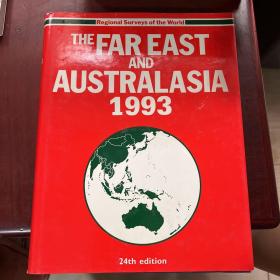 Regional Surveys of the World
THE FAR EAST
AND
AUSTRALASIA
1993
24th edition